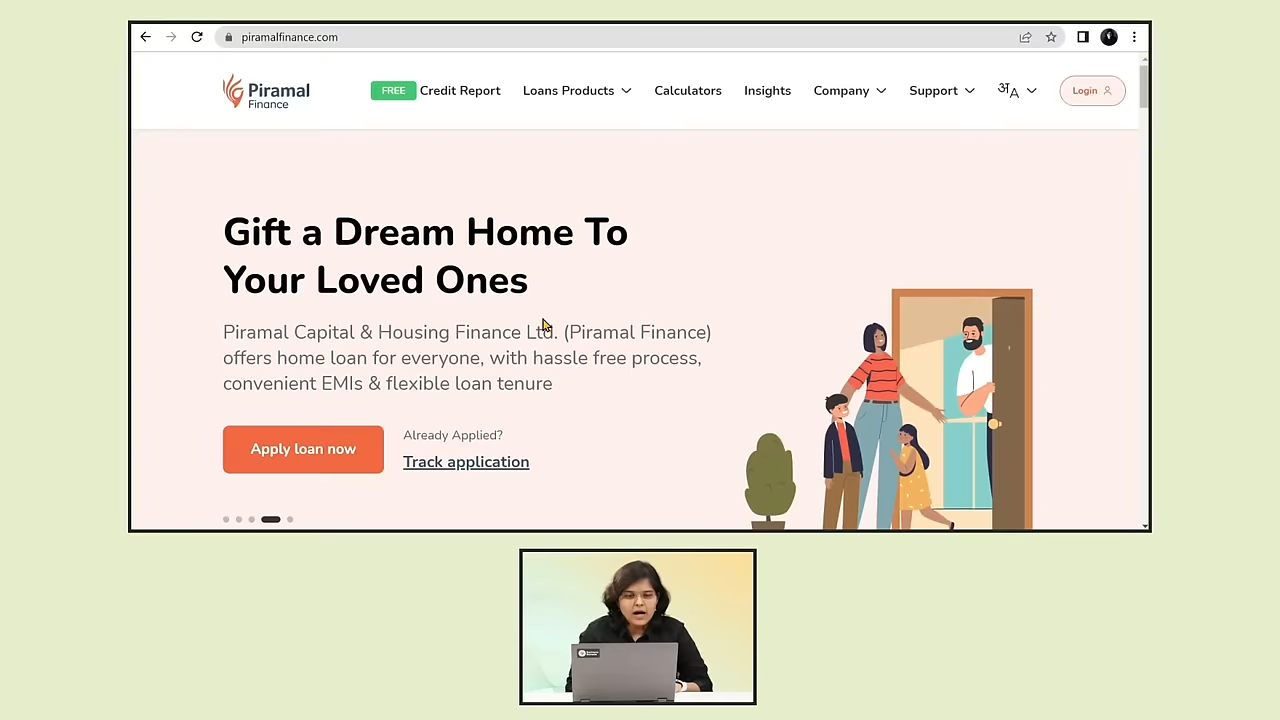 piramalfinance.com
Piramal
Finance
FREE Credit Report
Loans Products
Calculators
Insights
Company
Support
अA
Login
Gift a Dream Home To
Your Loved Ones
Piramal Capital & Housing Finance Ltd. (Piramal Finance)
offers home loan for everyone, with hassle free process,
convenient EMIs & flexible loan tenure
Apply loan now
Already Applied?
Track application